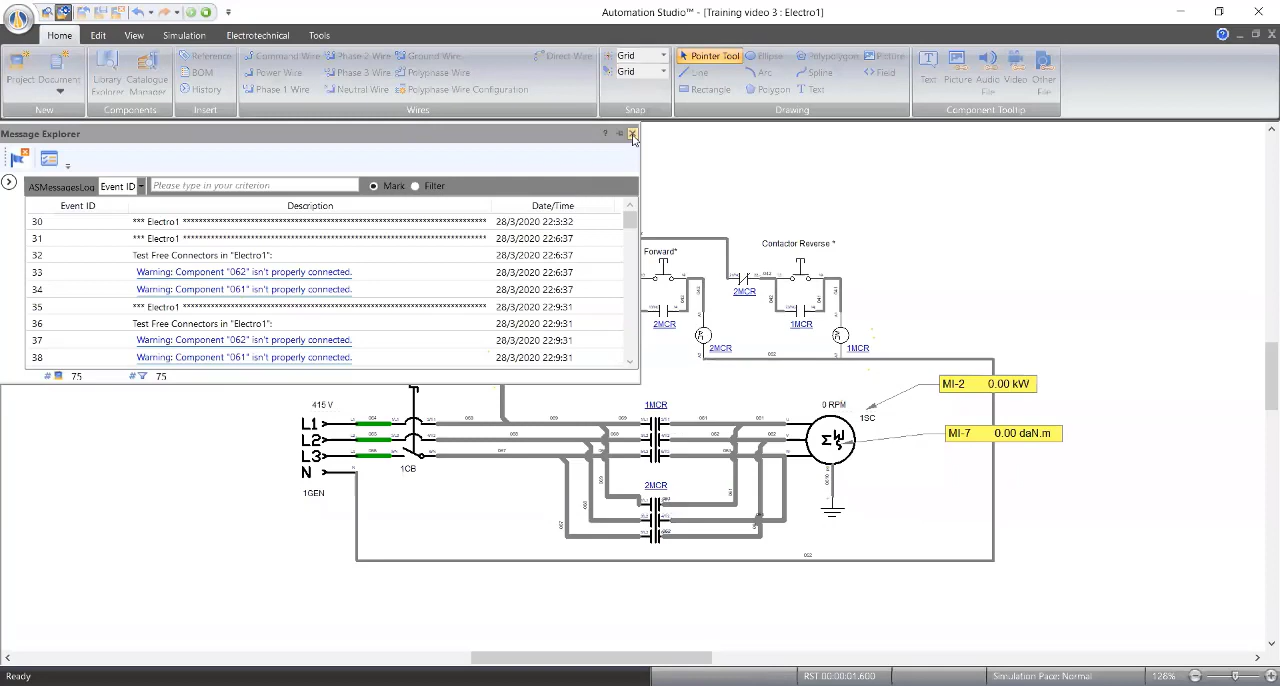 Automation Studio™ - [Training video 3 : Electro1]
Home Edit View Simulation Electrotechnical Tools
Project Document
New
Library Explorer
Catalogue Manager
Components
Reference
BOM
History
Insert
Command Wire Phase 2 Wire Ground Wire Direct Wire
Power Wire Phase 3 Wire Polyphase Wire
Phase 1 Wire Neutral Wire Polyphase Wire Configuration
Wires
Grid
Grid
Snap
Pointer Tool Ellipse Polypolygon Picture
Line Arc Spline Field
Rectangle Polygon Text
Drawing
Text Picture Audio File Video Other File
Component Tooltip
Message Explorer
ASMessagesLog Event ID Please type in your criterion Mark Filter
Event ID Description Date/Time
30 *** Electro1 *** 28/3/2020 22:3:32
31 *** Electro1 *** 28/3/2020 22:6:37
32 Test Free Connectors in "Electro1": 28/3/2020 22:6:37
33 Warning: Component "062" isn't properly connected. 28/3/2020 22:6:37
34 Warning: Component "061" isn't properly connected. 28/3/2020 22:6:37
35 *** Electro1 *** 28/3/2020 22:9:31
36 Test Free Connectors in "Electro1": 28/3/2020 22:9:31
37 Warning: Component "062" isn't properly connected. 28/3/2020 22:9:31
38 Warning: Component "061" isn't properly connected. 28/3/2020 22:9:31
# 75 # 75
Forward* Contactor Reverse *
2MCR
2MCR 1MCR
2MCR 1MCR
052
MI-2 0.00 kW
415 V 1MCR 0 RPM
1SC
MI-7 0.00 daN.m
L1
L2
L3
N
1CB
1GEN
2MCR
052
Ready RST 00:00:01.600 Simulation Pace: Normal 128%